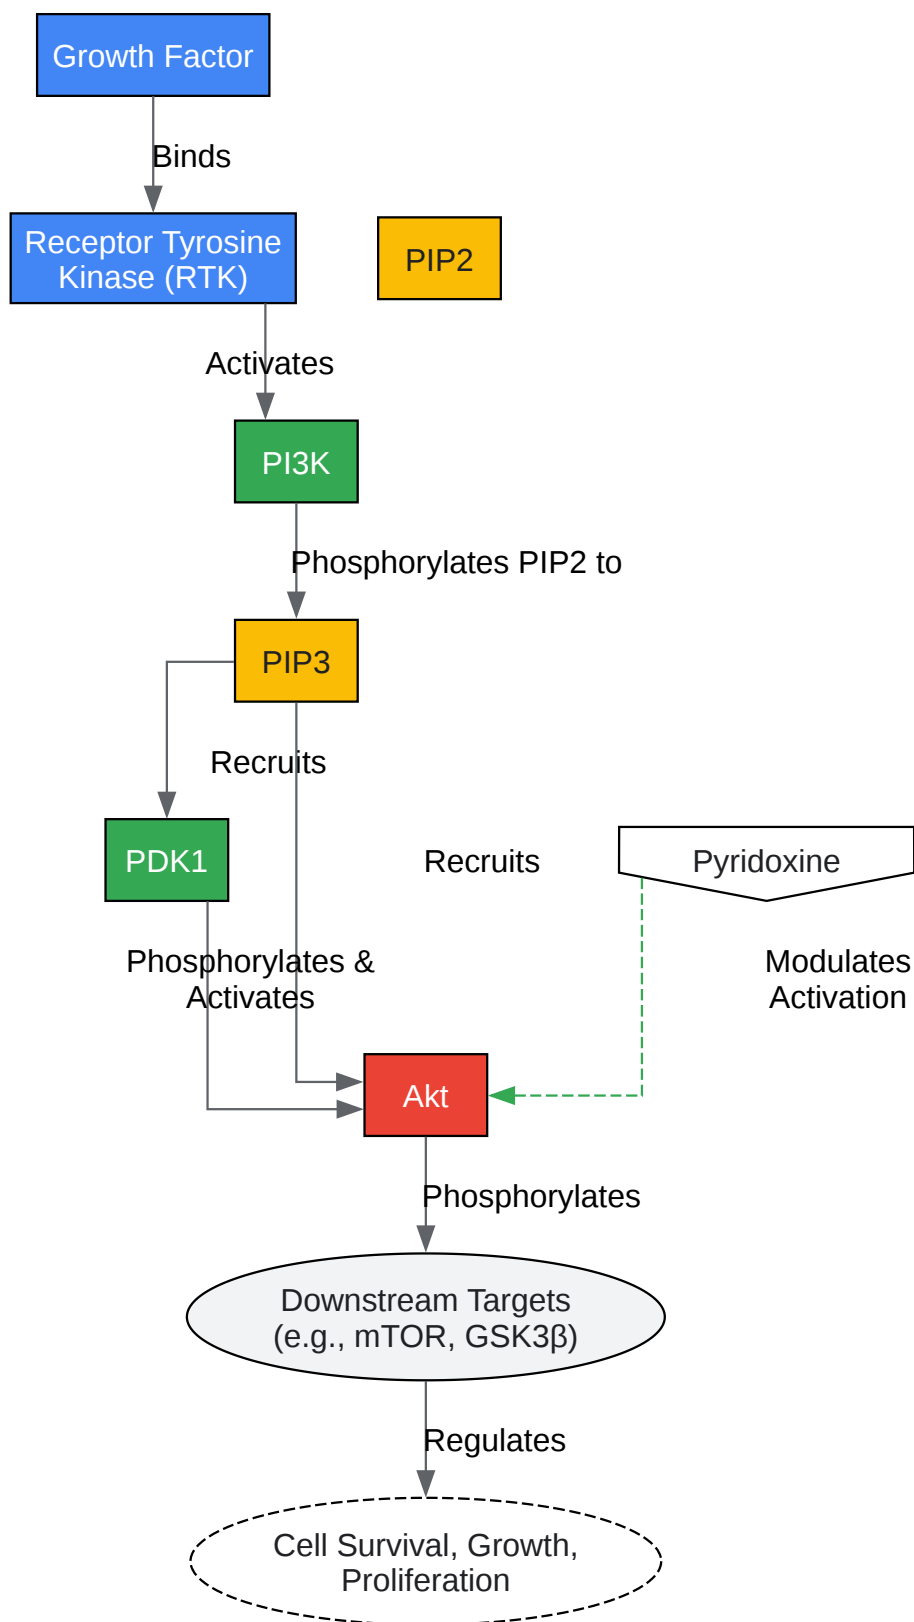 Growth Factor
Binds
Receptor Tyrosine
Kinase (RTK)
PIP2
Activates
PI3K
Phosphorylates PIP2 to
PIP3
Recruits
PDK1
Recruits
Pyridoxine
Phosphorylates &
Activates
Modulates
Activation
Akt
Phosphorylates
Downstream Targets
(e.g., mTOR, GSK3β)
Regulates
Cell Survival, Growth,
Proliferation